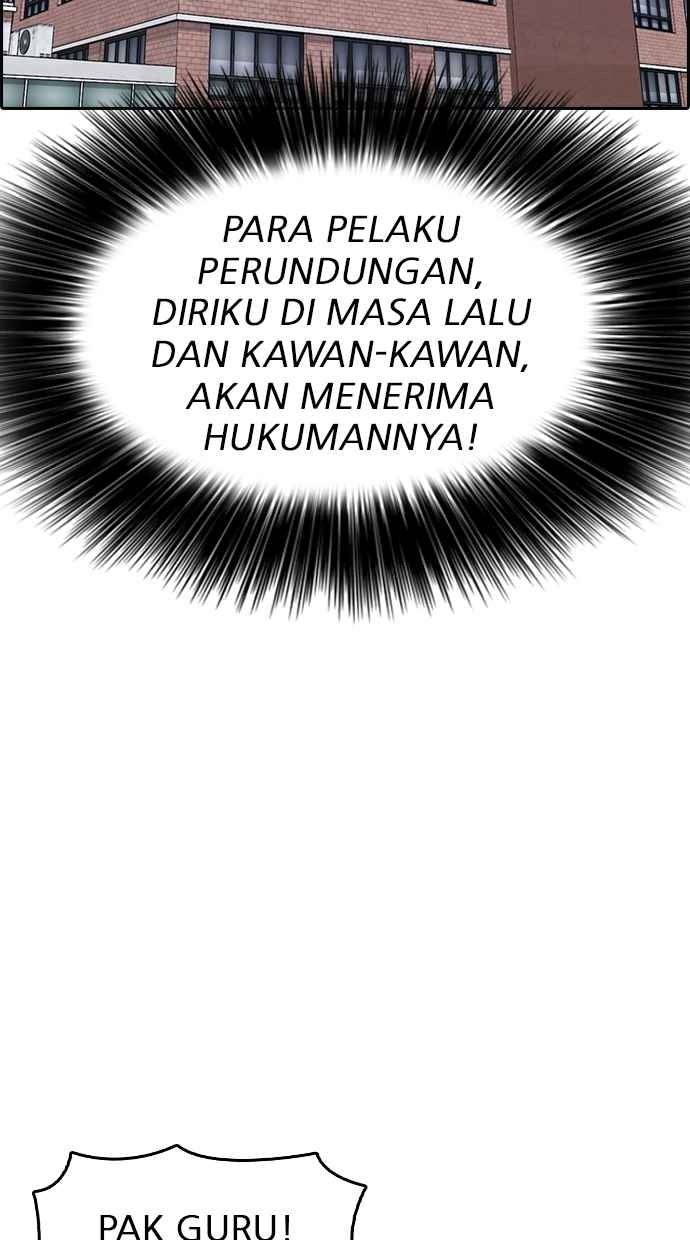 PARA PELAKU
PERUNDUNGAN,
DIRIKU DI MASA LALU
DAN KAWAN-KAWAN,
AKAN MENERIMA
HUKUMANNYA!
PAK GURU!